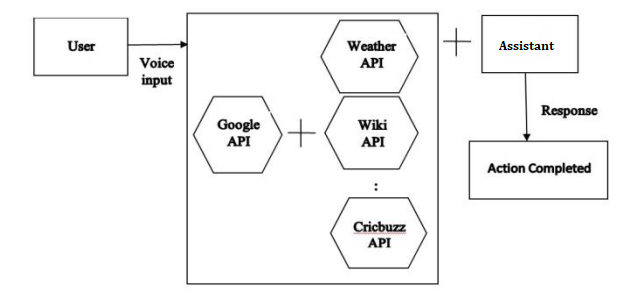 User
Voice
input
Google
API
Weather
API
Wiki
API
:
Cricbuzz
API
Assistant
Response
Action Completed